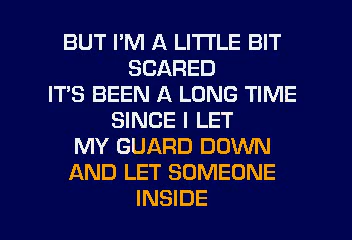 BUT I'M A LITTLE BIT
SCARED
IT'S BEEN A LONG TIME
SINCE I LET
MY GUARD DOWN
AND LET SOMEONE
INSIDE